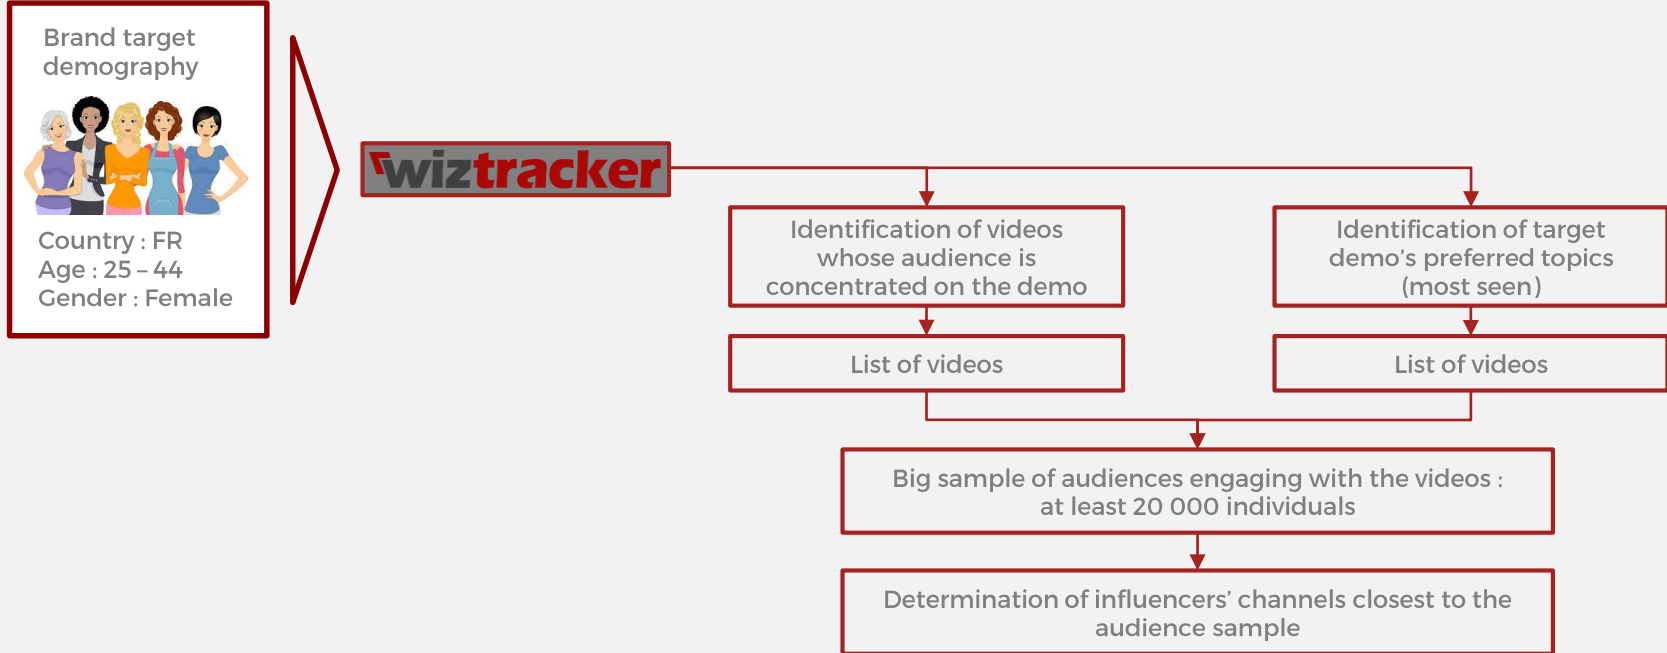 Brand target
demography
Country : FR
Age : 25 – 44
Gender : Female
wiztracker
Identification of videos
whose audience is
concentrated on the demo
List of videos
Identification of target
demo’s preferred topics
(most seen)
List of videos
Big sample of audiences engaging with the videos :
at least 20 000 individuals
Determination of influencers’ channels closest to the
audience sample